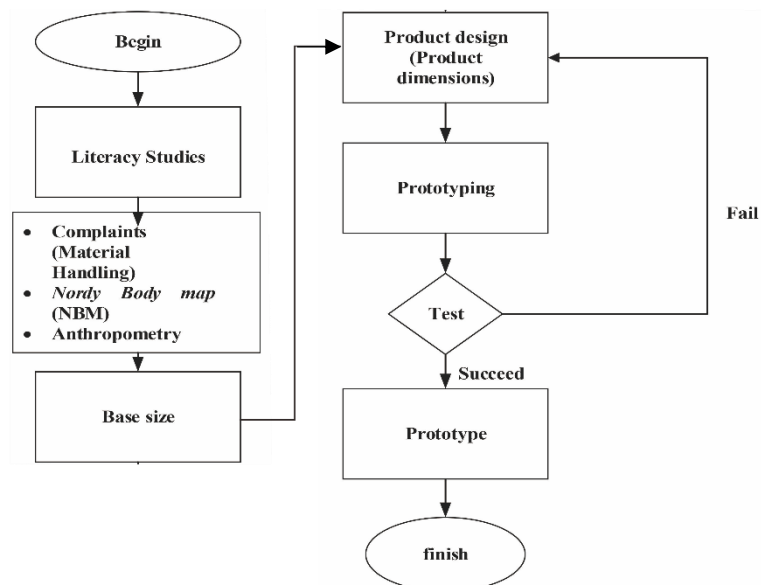 Begin
Literacy Studies
• Complaints
(Material
Handling)
• Nordy Body map
(NBM)
• Anthropometry
Base size
Product design
(Product
dimensions)
Prototyping
Test
Fail
Succeed
Prototype
finish